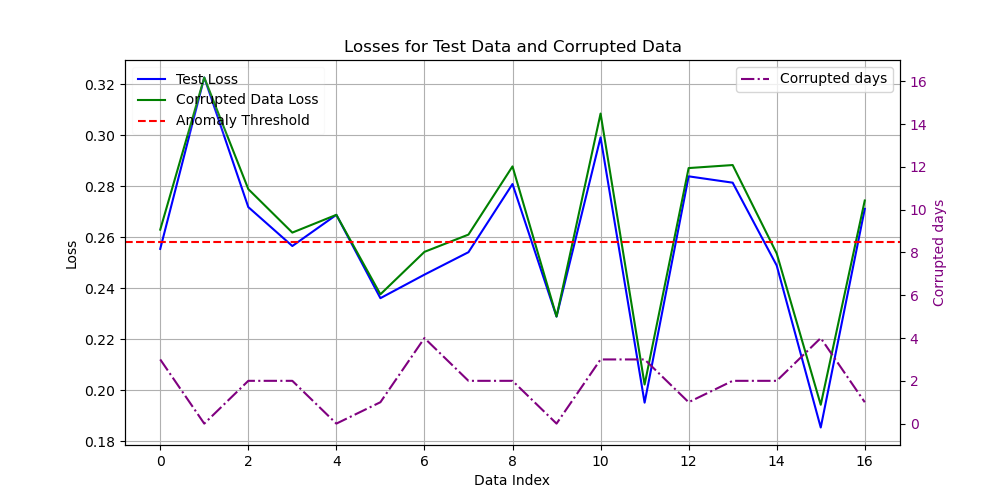 Losses for Test Data and Corrupted Data
Test Loss
Corrupted Data Loss
Anomaly Threshold
Corrupted days
0.32
0.30
0.28
0.26
0.24
0.22
0.20
0.18
Loss
16
14
12
10
8
6
4
2
0
Corrupted days
0 2 4 6 8 10 12 14 16
Data Index